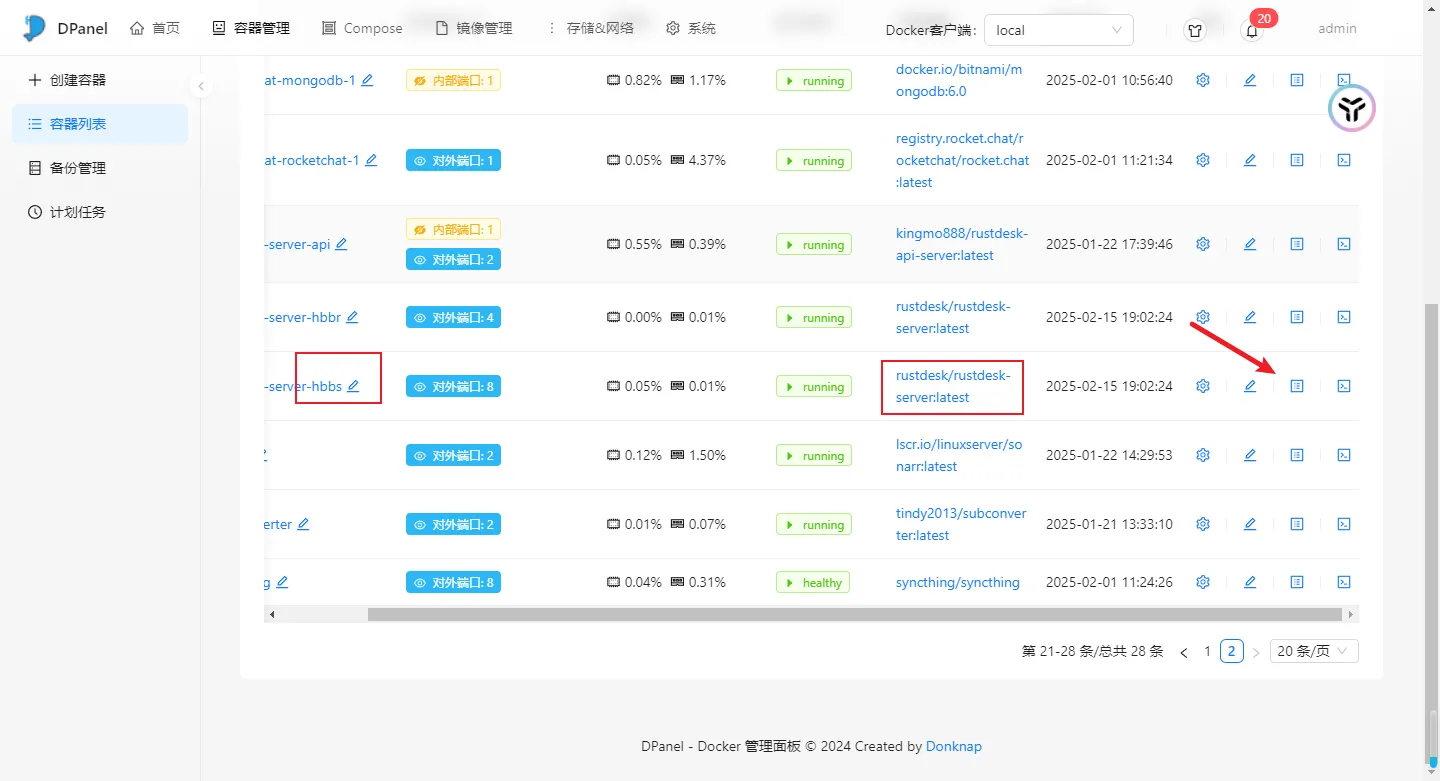 DPanel
首页
容器管理
Compose
镜像管理
存储&网络
系统
Docker客户端:
local
20
admin
创建容器
容器列表
备份管理
计划任务
at-mongodb-1
内部端口: 1
0.82%
1.17%
running
docker.io/bitnami/m
ongodb:6.0
2025-02-01 10:56:40
at-rocketchat-1
对外端口: 1
0.05%
4.37%
running
registry.rocket.chat/r
ocketchat/rocket.chat
:latest
2025-02-01 11:21:34
-server-api
内部端口: 1
对外端口: 2
0.55%
0.39%
running
kingmo888/rustdesk-
api-server:latest
2025-01-22 17:39:46
-server-hbbr
对外端口: 4
0.00%
0.01%
running
rustdesk/rustdesk-
server:latest
2025-02-15 19:02:24
-server-hbbs
对外端口: 8
0.05%
0.01%
running
rustdesk/rustdesk-
server:latest
2025-02-15 19:02:24
对外端口: 2
0.12%
1.50%
running
lscr.io/linuxserver/so
narr:latest
2025-01-22 14:29:53
erter
对外端口: 2
0.01%
0.07%
running
tindy2013/subconver
ter:latest
2025-01-21 13:33:10
g
对外端口: 8
0.04%
0.31%
healthy
syncthing/syncthing
2025-02-01 11:24:26
第 21-28 条/总共 28 条
1
2
20 条/页
DPanel - Docker 管理面板 © 2024 Created by Donknap